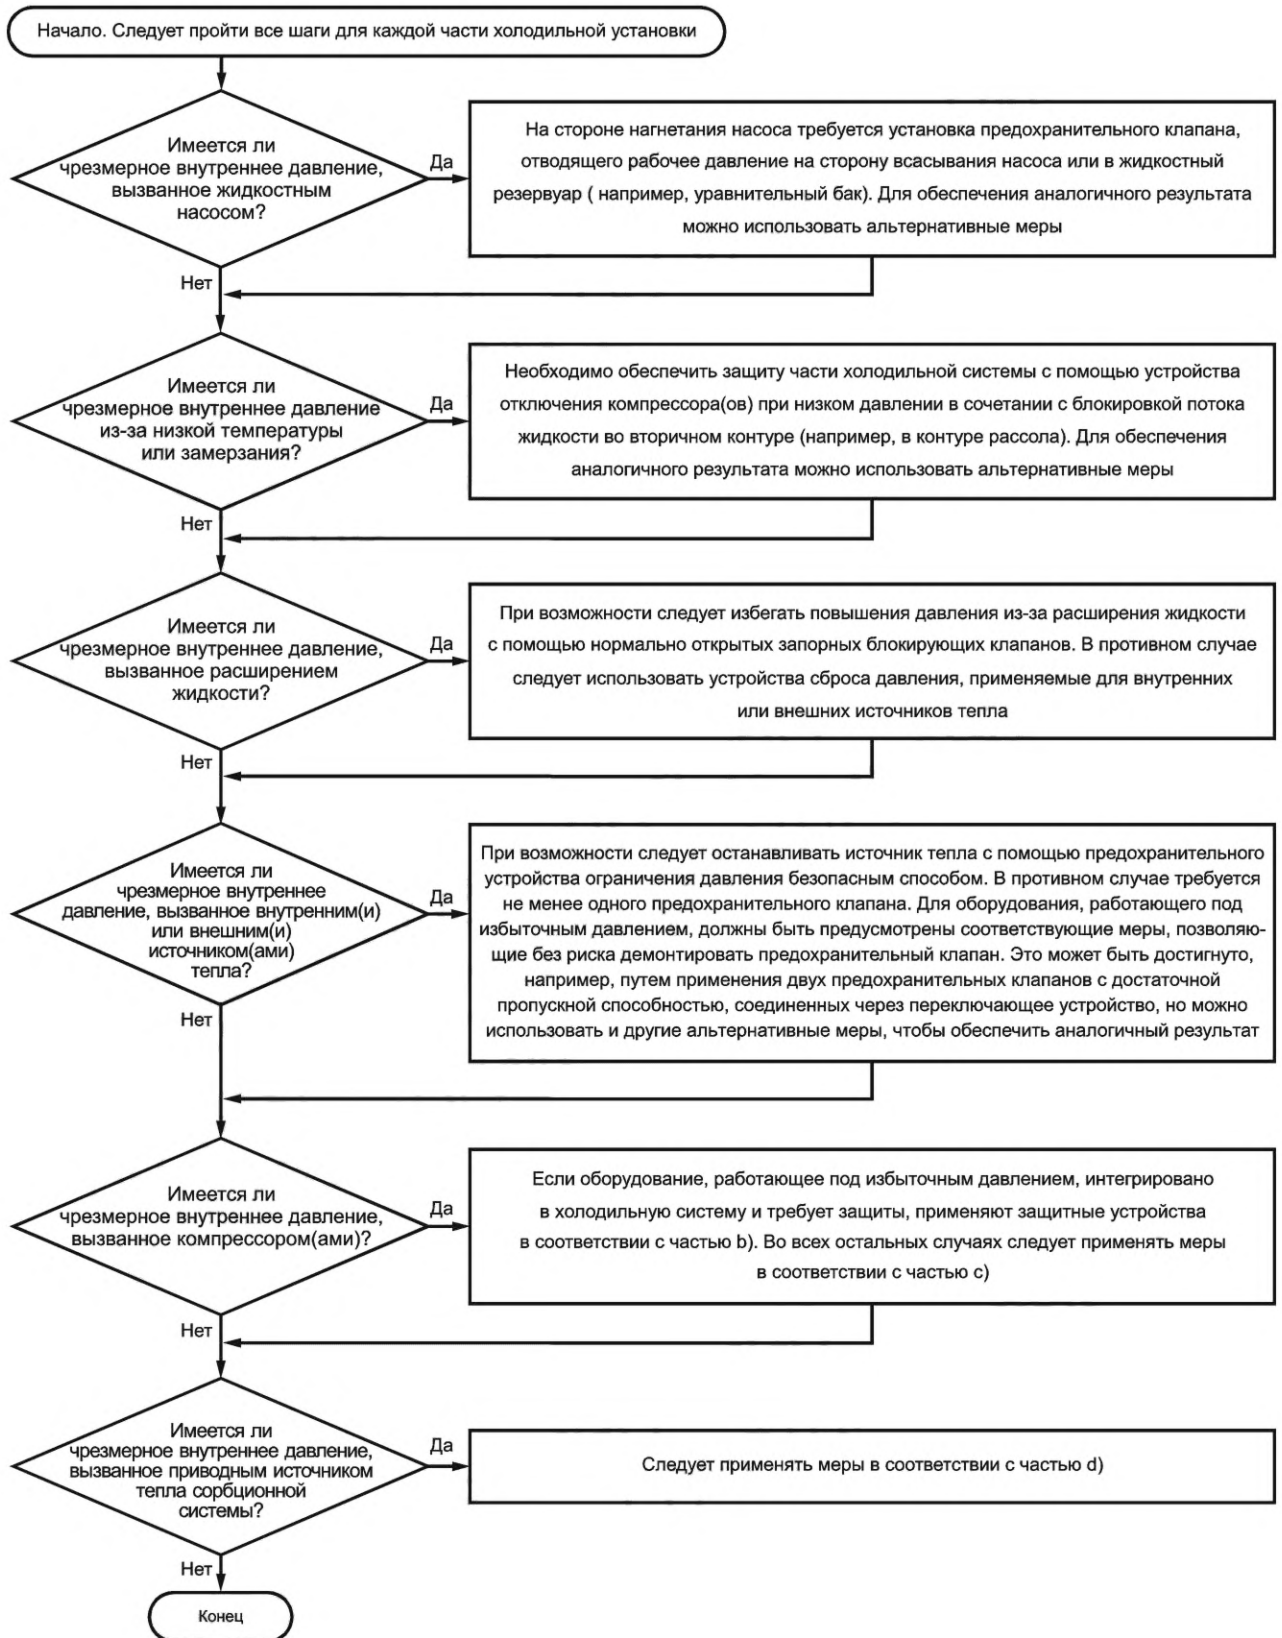 Начало. Следует пройти все шаги для каждой части холодильной установки
Имеется ли
чрезмерное внутреннее давление,
вызванное жидкостным
насосом?
Да
На стороне нагнетания насоса требуется установка предохранительного клапана,
отводящего рабочее давление на сторону всасывания насоса или в жидкостный
резервуар ( например, уравнительный бак). Для обеспечения аналогичного результата
можно использовать альтернативные меры
Нет
Имеется ли
чрезмерное внутреннее давление
из-за низкой температуры
или замерзания?
Да
Необходимо обеспечить защиту части холодильной системы с помощью устройства
отключения компрессора(ов) при низком давлении в сочетании с блокировкой потока
жидкости во вторичном контуре (например, в контуре рассола). Для обеспечения
аналогичного результата можно использовать альтернативные меры
Нет
Имеется ли
чрезмерное внутреннее давление,
вызванное расширением
жидкости?
Да
При возможности следует избегать повышения давления из-за расширения жидкости
с помощью нормально открытых запорных блокирующих клапанов. В противном случае
следует использовать устройства сброса давления, применяемые для внутренних
или внешних источников тепла
Нет
Имеется ли
чрезмерное внутреннее
давление, вызванное внутренним(и)
или внешним(и)
источником(ами)
тепла?
Да
При возможности следует останавливать источник тепла с помощью предохранительного
устройства ограничения давления безопасным способом. В противном случае требуется
не менее одного предохранительного клапана. Для оборудования, работающего под
избыточным давлением, должны быть предусмотрены соответствующие меры, позволяю-
щие без риска демонтировать предохранительный клапан. Это может быть достигнуто,
например, путем применения двух предохранительных клапанов с достаточной
пропускной способностью, соединенных через переключающее устройство, но можно
использовать и другие альтернативные меры, чтобы обеспечить аналогичный результат
Нет
Имеется ли
чрезмерное внутреннее давление,
вызванное компрессором(ами)?
Да
Если оборудование, работающее под избыточным давлением, интегрировано
в холодильную систему и требует защиты, применяют защитные устройства
в соответствии с частью b). Во всех остальных случаях следует применять меры
в соответствии с частью c)
Нет
Имеется ли
чрезмерное внутреннее давление,
вызванное приводным источником
тепла сорбционной
системы?
Да
Следует применять меры в соответствии с частью d)
Нет
Конец